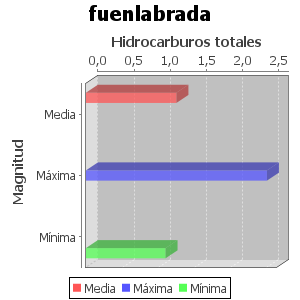 fuenlabrada
Hidrocarburos totales
0,0 0,5 1,0 1,5 2,0 2,5
Magnitud
Media
Máxima
Mínima
Media Máxima Mínima